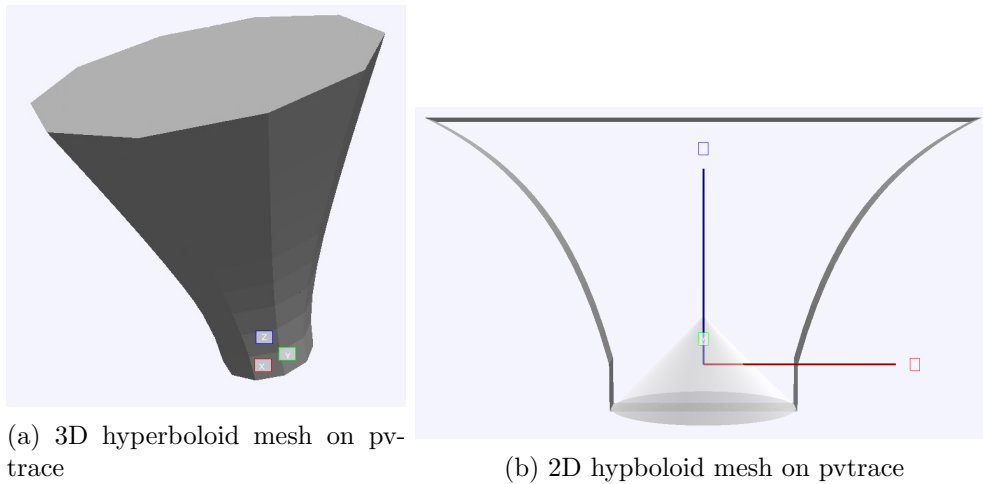 Z
Y
X
(a) 3D hyperboloid mesh on pv-
trace
(b) 2D hypboloid mesh on pvtrace